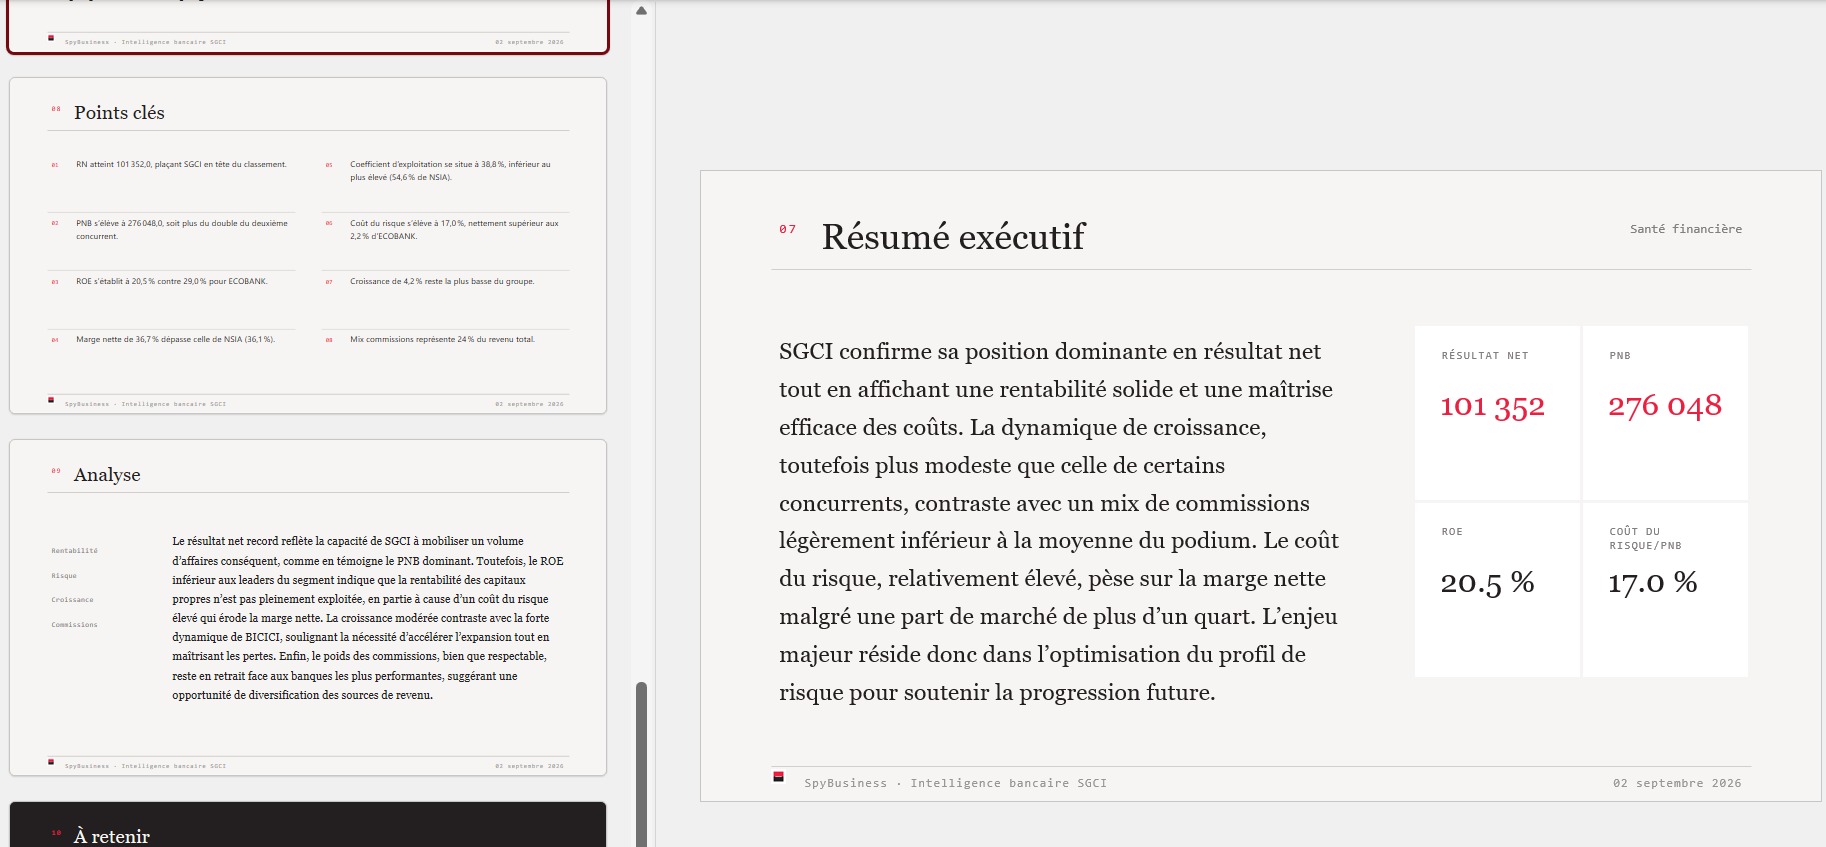 SpyBusiness · Intelligence bancaire SGCI
02 septembre 2026
08
Points clés
01
RN atteint 101 352,0, plaçant SGCI en tête du classement.
02
PNB s’élève à 276 048,0, soit plus du double du deuxième
concurrent.
03
ROE s’établit à 20,5 % contre 29,0 % pour ECOBANK.
04
Marge nette de 36,7 % dépasse celle de NSIA (36,1 %).
05
Coefficient d’exploitation se situe à 38,8 %, inférieur au
plus élevé (54,6 % de NSIA).
06
Coût du risque s’élève à 17,0 %, nettement supérieur aux
2,2 % d’ECOBANK.
07
Croissance de 4,2 % reste la plus basse du groupe.
08
Mix commissions représente 24 % du revenu total.
SpyBusiness · Intelligence bancaire SGCI
02 septembre 2026
09
Analyse
Rentabilité
Risque
Croissance
Commissions
Le résultat net record reflète la capacité de SGCI à mobiliser un volume
d’affaires conséquent, comme en témoigne le PNB dominant. Toutefois, le ROE
inférieur aux leaders du segment indique que la rentabilité des capitaux
propres n’est pas pleinement exploitée, en partie à cause d’un coût du risque
élevé qui érode la marge nette. La croissance modérée contraste avec la forte
dynamique de BICICI, soulignant la nécessité d’accélérer l’expansion tout en
maîtrisant les pertes. Enfin, le poids des commissions, bien que respectable,
reste en retrait face aux banques les plus performantes, suggérant une
opportunité de diversification des sources de revenu.
SpyBusiness · Intelligence bancaire SGCI
02 septembre 2026
10
À retenir
07
Résumé exécutif
Santé financière
SGCI confirme sa position dominante en résultat net
tout en affichant une rentabilité solide et une maîtrise
efficace des coûts. La dynamique de croissance,
toutefois plus modeste que celle de certains
concurrents, contraste avec un mix de commissions
légèrement inférieur à la moyenne du podium. Le coût
du risque, relativement élevé, pèse sur la marge nette
malgré une part de marché de plus d’un quart. L’enjeu
majeur réside donc dans l’optimisation du profil de
risque pour soutenir la progression future.
RÉSULTAT NET
101 352
PNB
276 048
ROE
20.5 %
COÛT DU
RISQUE/PNB
17.0 %
SpyBusiness · Intelligence bancaire SGCI
02 septembre 2026